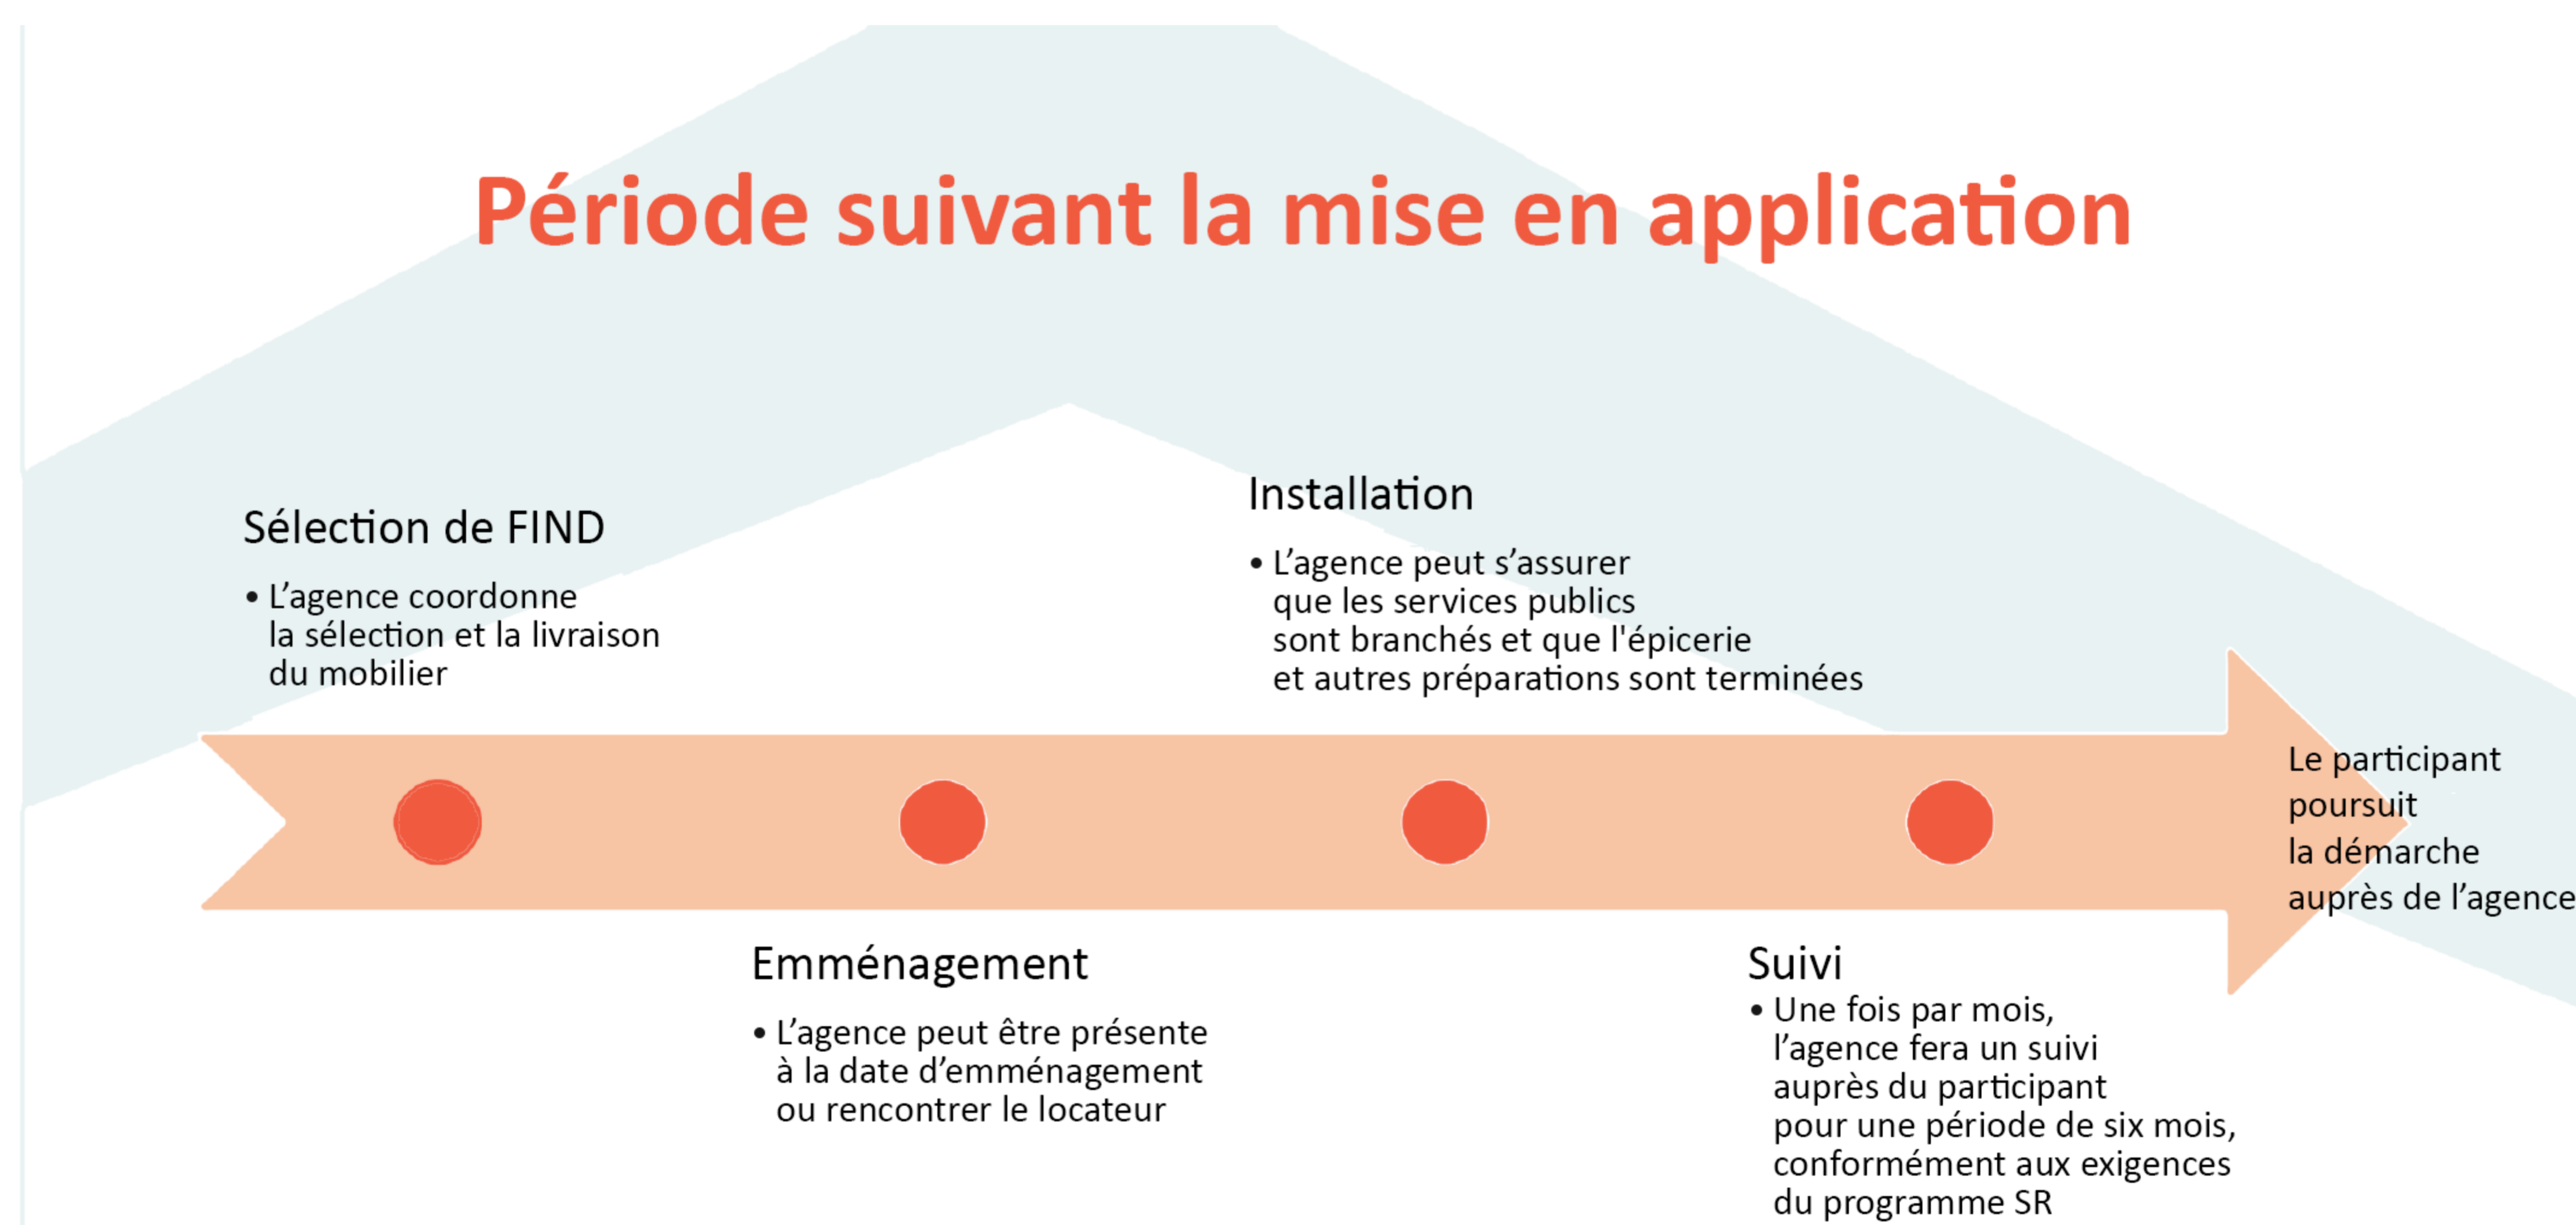 Période suivant la mise en application
Sélection de FIND
• L’agence coordonne
la sélection et la livraison
du mobilier
Emménagement
• L’agence peut être présente
à la date d’emménagement
ou rencontrer le locateur
Installation
• L’agence peut s’assurer
que les services publics
sont branchés et que l'épicerie
et autres préparations sont terminées
Suivi
• Une fois par mois,
l’agence fera un suivi
auprès du participant
pour une période de six mois,
conformément aux exigences
du programme SR
Le participant
poursuit
la démarche
auprès de l’agence